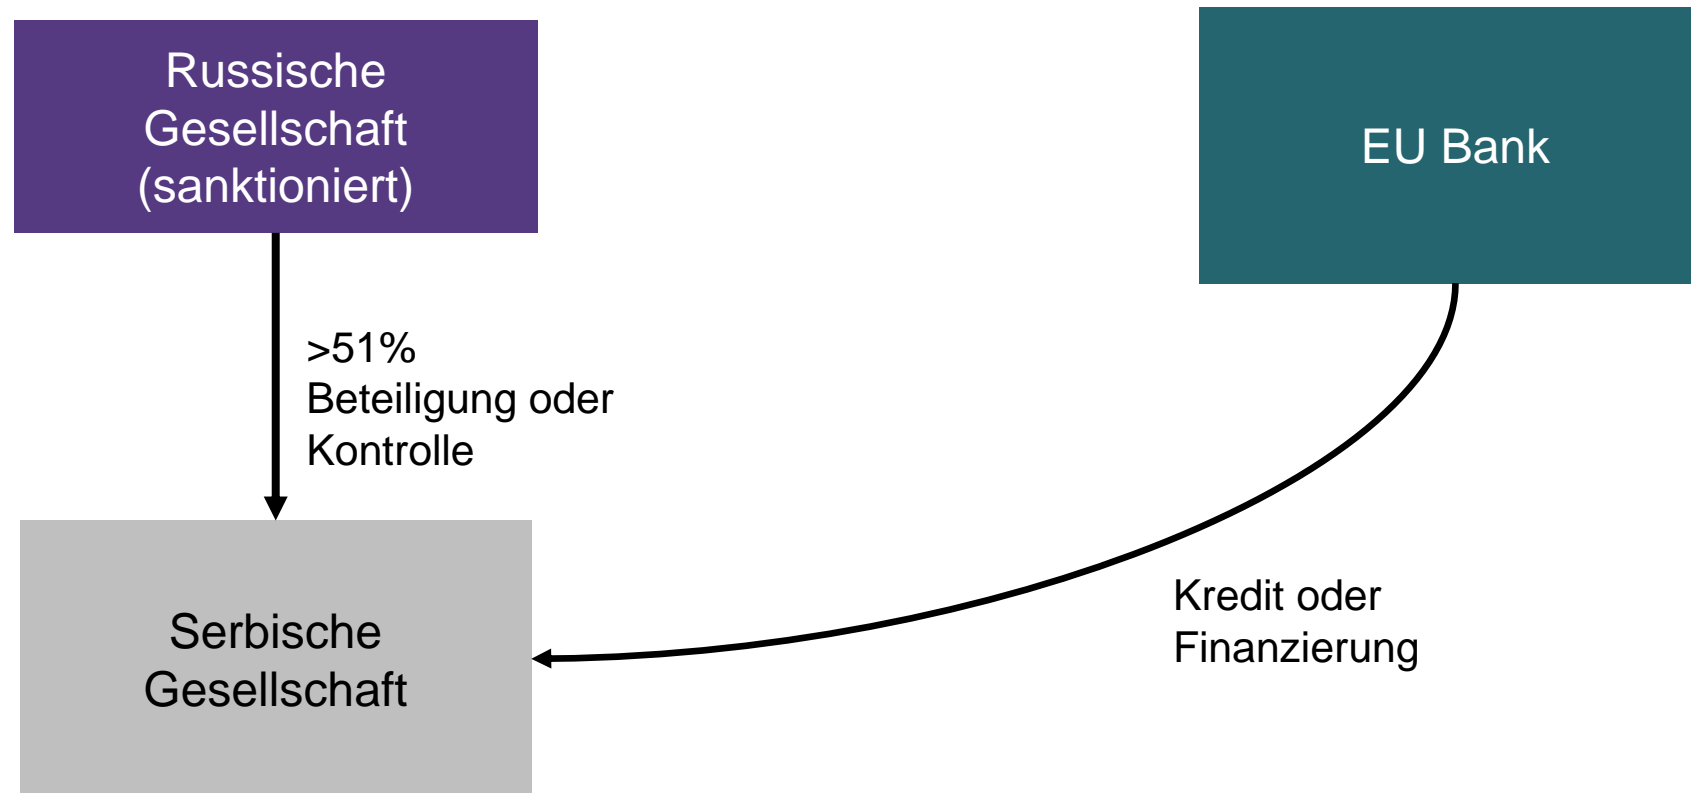 Russische
Gesellschaft
(sanktioniert)
EU Bank
>51%
Beteiligung oder
Kontrolle
Kredit oder
Finanzierung
Serbische
Gesellschaft